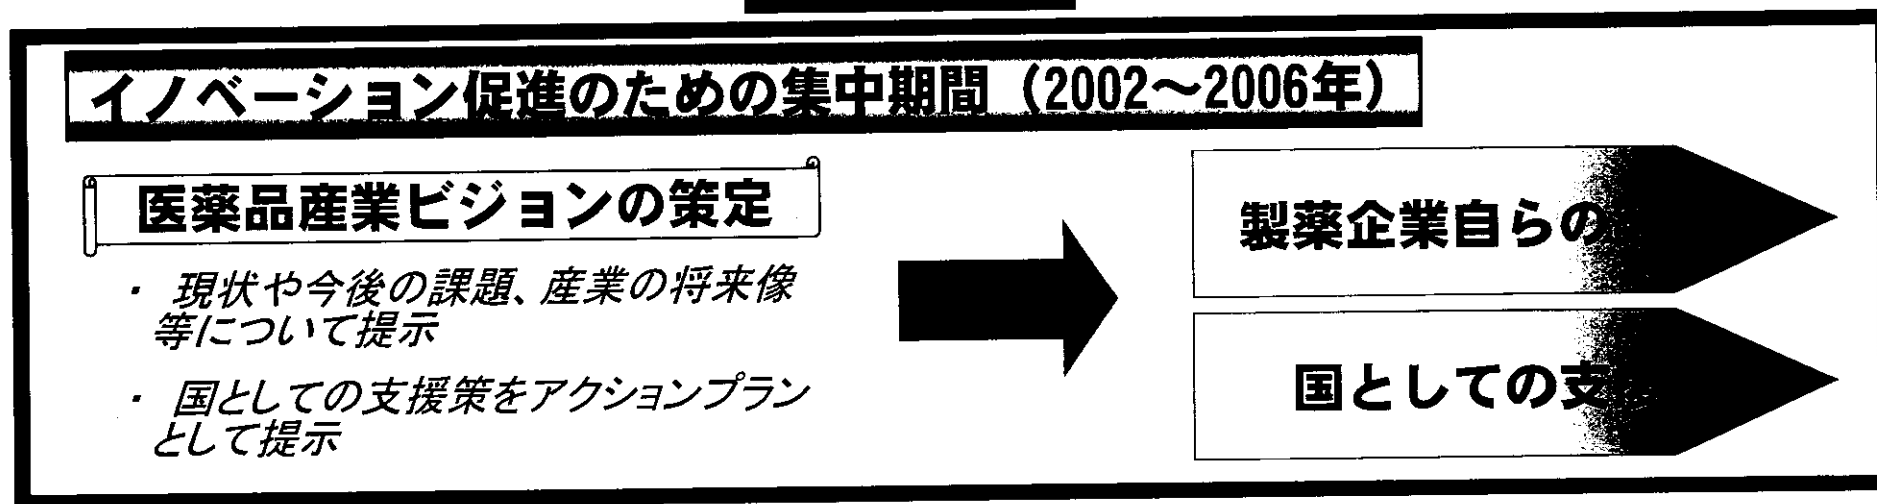 イノベーション促進のための集中期間（2002～2006年）
医薬品産業ビジョンの策定
・ 現状や今後の課題、産業の将来像
等について提示
・ 国としての支援策をアクションプラン
として提示
製薬企業自らの
国としての支